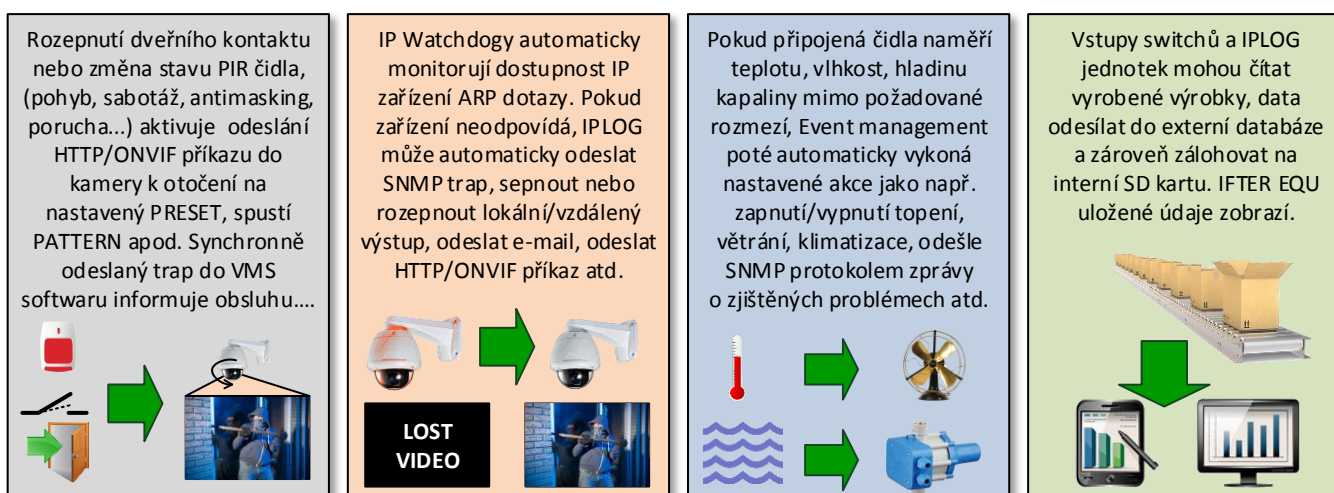 Rozepnutí dveřního kontaktu
nebo změna stavu PIR čidla,
(pohyb, sabotáž, antimasking,
porucha...) aktivuje odeslání
HTTP/ONVIF příkazu do
kamery k otočení na
nastavený PRESET, spustí
PATTERN apod. Synchronně
odeslaný trap do VMS
softwaru informuje obsluhu....
IP Watchdogy automaticky
monitorují dostupnost IP
zařízení ARP dotazy. Pokud
zařízení neodpovídá, IPLOG
může automaticky odeslat
SNMP trap, sepnout nebo
rozepnout lokální/vzdálený
výstup, odeslat e-mail, odeslat
HTTP/ONVIF příkaz atd.
LOST
VIDEO
Pokud připojená čidla naměří
teplotu, vlhkost, hladinu
kapaliny mimo požadované
rozmezí, Event management
poté automaticky vykoná
nastavené akce jako např.
zapnutí/vypnutí topení,
větrání, klimatizace, odešle
SNMP protokolem zprávy
o zjištěných problémech atd.
Vstupy switchů a IPLOG
jednotek mohou čítat
vyrobené výrobky, data
odesílat do externí databáze
a zároveň zálohovat na
interní SD kartu. IFTER EQU
uložené údaje zobrazí.